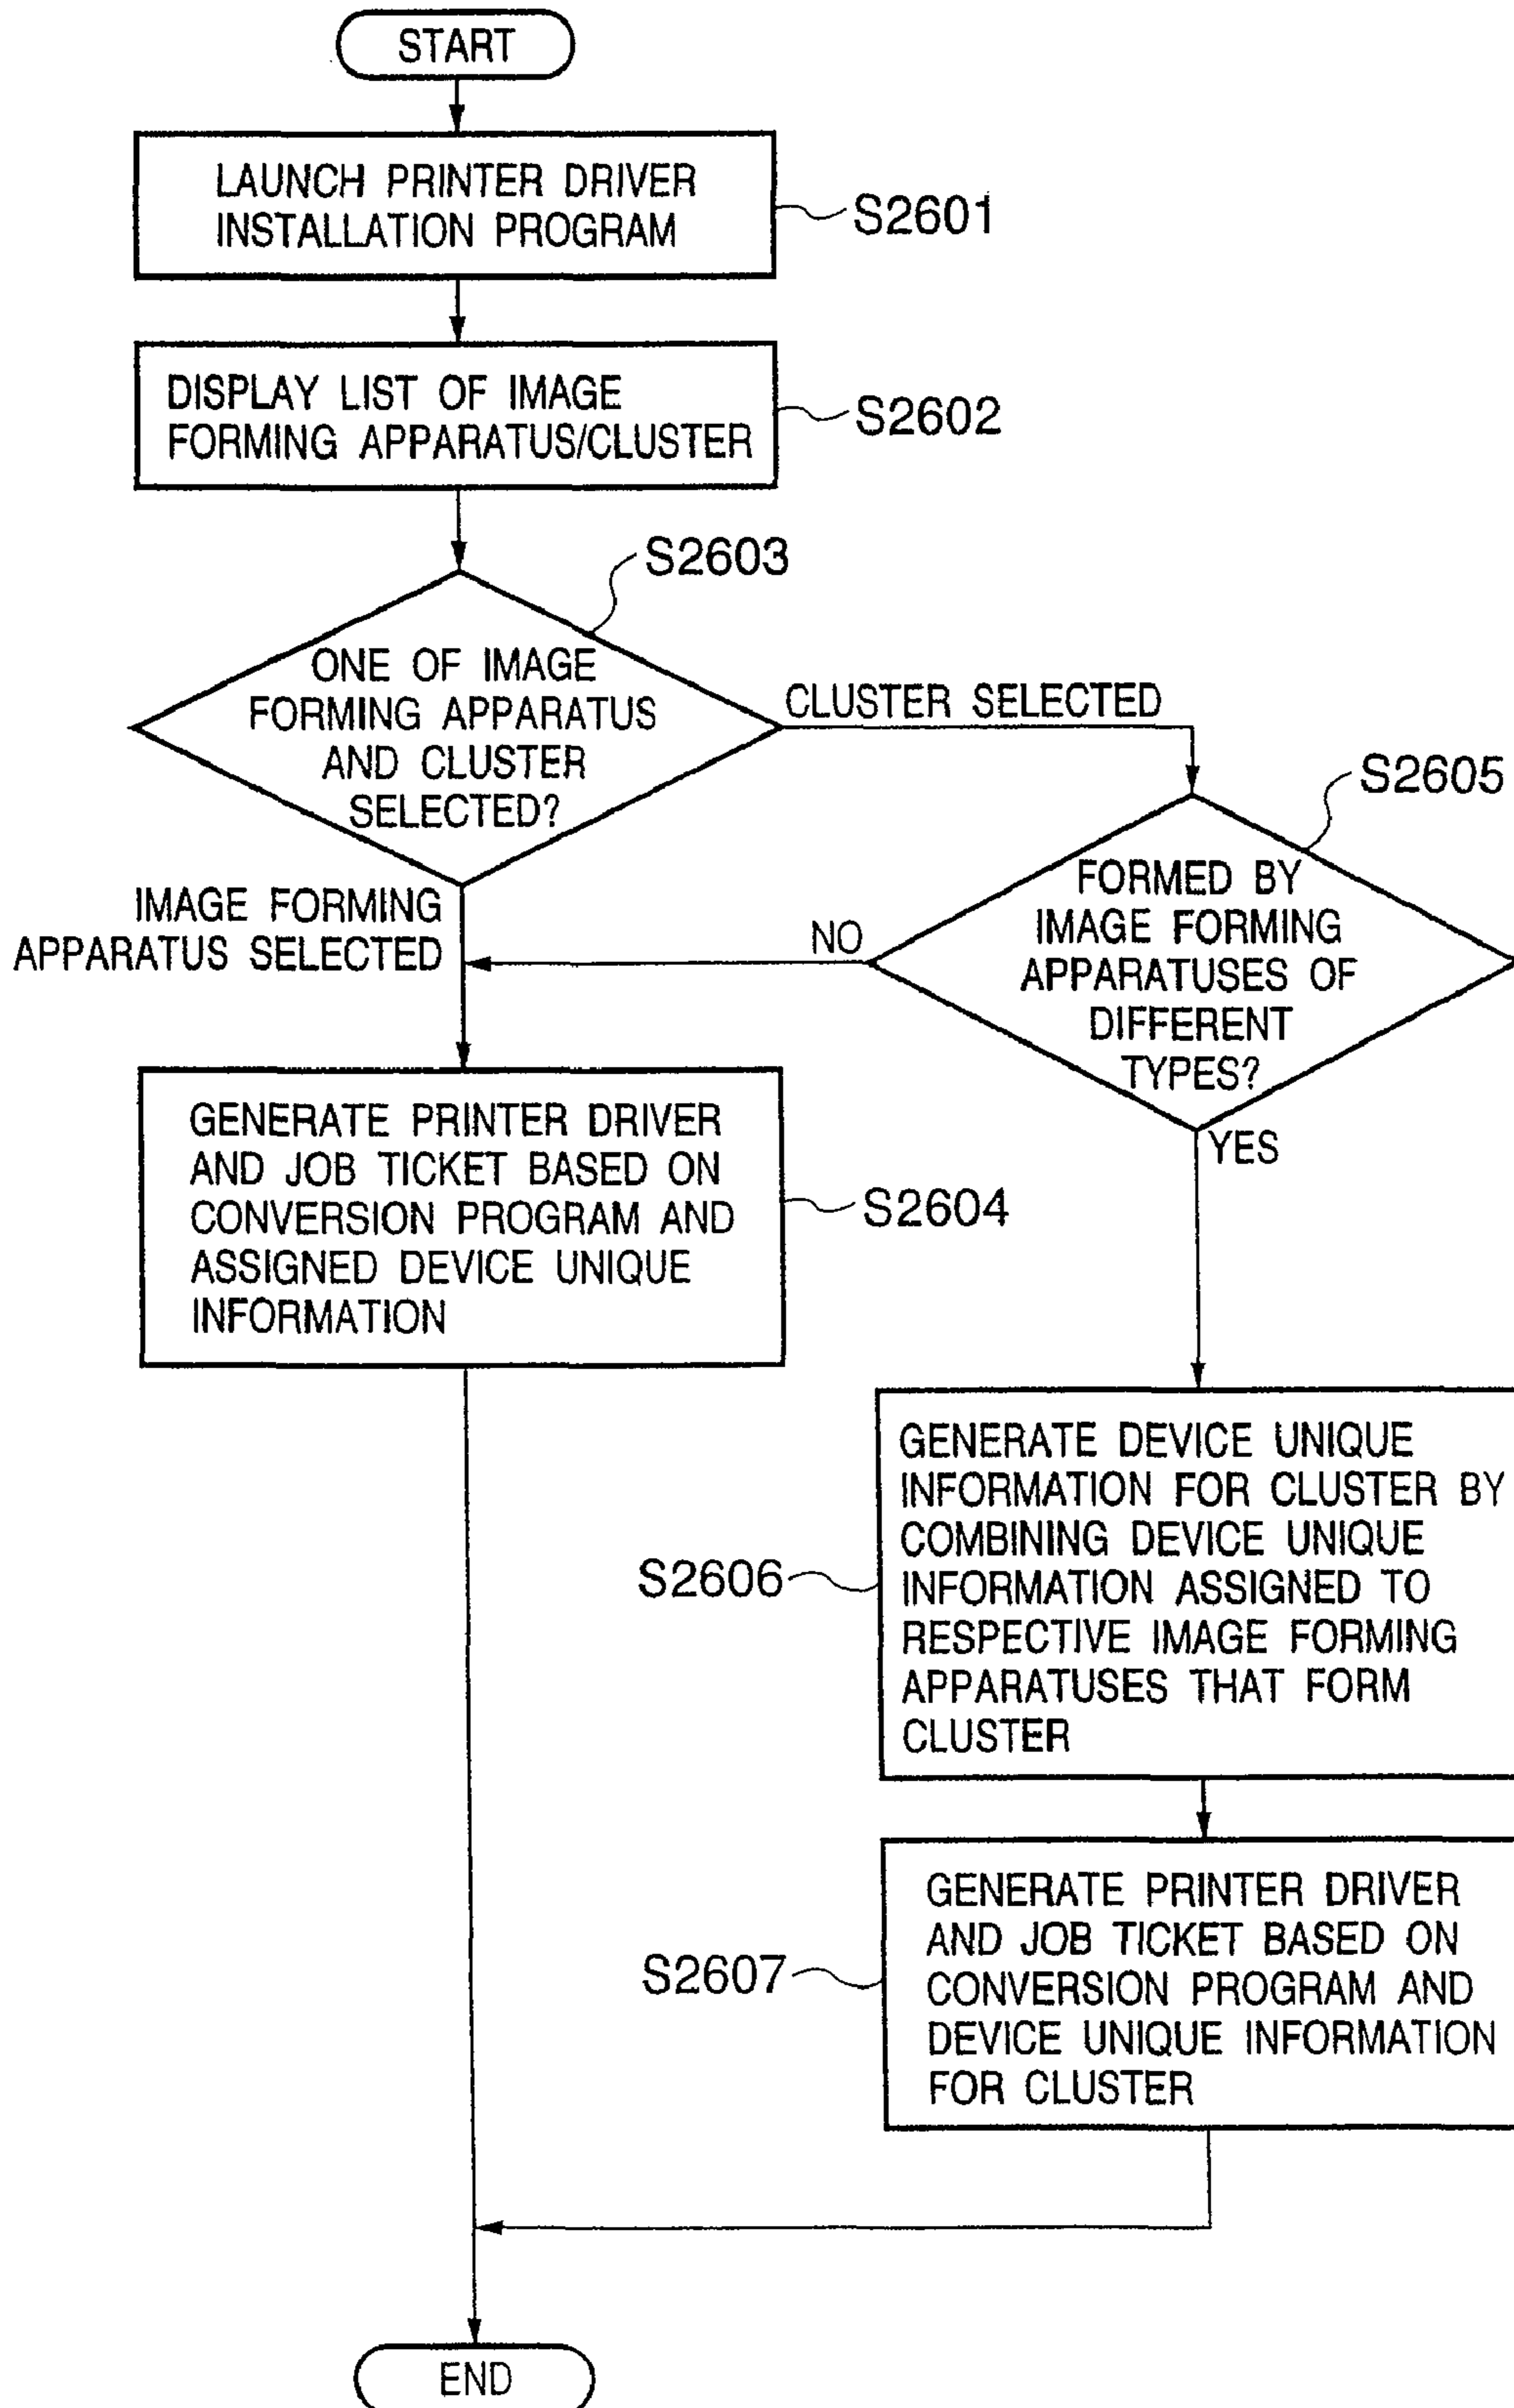 START
LAUNCH PRINTER DRIVER
INSTALLATION PROGRAM
S2601
DISPLAY LIST OF IMAGE
FORMING APPARATUS/CLUSTER
S2602
S2603
ONE OF IMAGE
FORMING APPARATUS
AND CLUSTER
SELECTED?
CLUSTER SELECTED
IMAGE FORMING
APPARATUS SELECTED
S2605
FORMED BY
IMAGE FORMING
APPARATUSES OF
DIFFERENT
TYPES?
NO
YES
GENERATE PRINTER DRIVER
AND JOB TICKET BASED ON
CONVERSION PROGRAM AND
ASSIGNED DEVICE UNIQUE
INFORMATION
S2604
GENERATE DEVICE UNIQUE
INFORMATION FOR CLUSTER BY
COMBINING DEVICE UNIQUE
INFORMATION ASSIGNED TO
RESPECTIVE IMAGE FORMING
APPARATUSES THAT FORM
CLUSTER
S2606
GENERATE PRINTER DRIVER
AND JOB TICKET BASED ON
CONVERSION PROGRAM AND
DEVICE UNIQUE INFORMATION
FOR CLUSTER
S2607
END